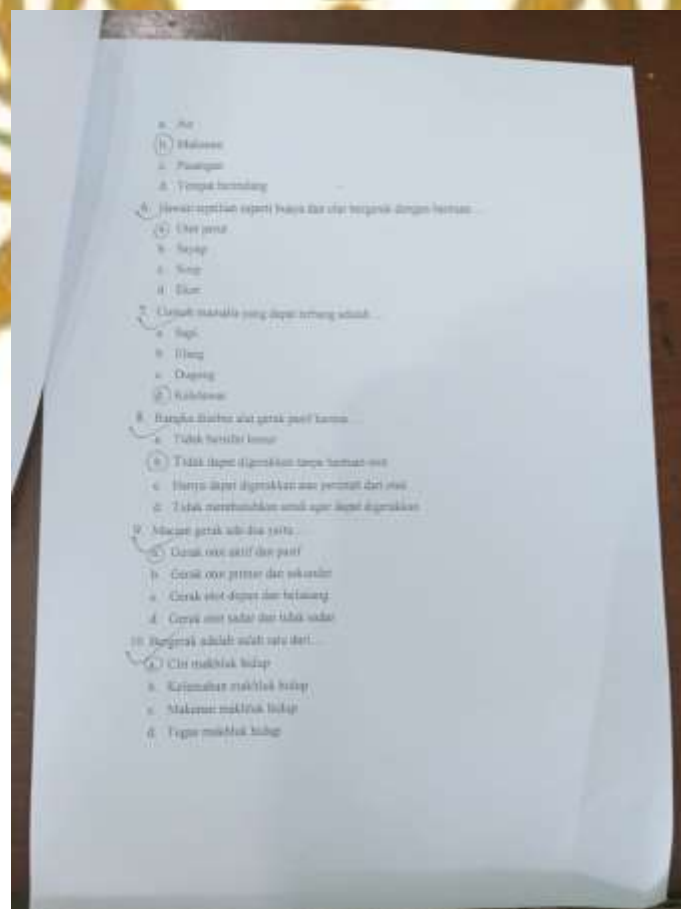 a. Air
b. Makanan
c. Pasangan
d. Tempat berlindung
6. Hewan reptilian seperti buaya dan ular bergerak dengan bantuan ...
a. Otot perut
b. Sayap
c. Sirip
d. Ekor
7. Contoh mamalia yang dapat terbang adalah ...
a. Sapi
b. Elang
c. Dugong
d. Kelelawar
8. Rangka disebut alat gerak pasif karena ...
a. Tidak bersifat lentur
b. Tidak dapat digerakkan tanpa bantuan otot
c. Hanya dapat digerakkan atas perintah dari otak
d. Tidak membutuhkan sendi agar dapat digerakkan
9. Macam gerak ada dua yaitu ...
a. Gerak otot aktif dan pasif
b. Gerak otot primer dan sekunder
c. Gerak otot depan dan belakang
d. Gerak otot sadar dan tidak sadar
10. Bergerak adalah salah satu dari ...
a. Ciri makhluk hidup
b. Kelemahan makhluk hidup
c. Makanan makhluk hidup
d. Tugas makhluk hidup